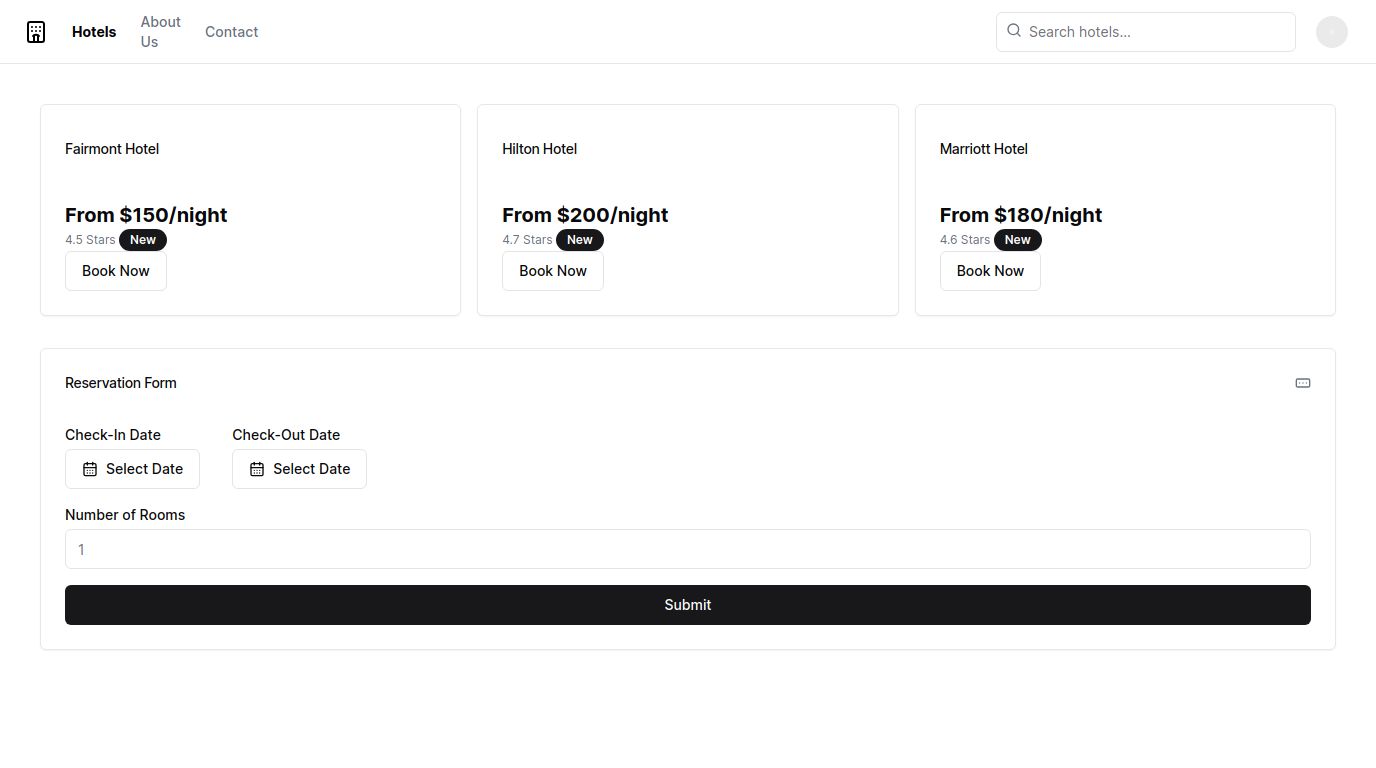 Hotels
About
Us
Contact
Search hotels...
Fairmont Hotel
From $150/night
4.5 Stars New
Book Now
Hilton Hotel
From $200/night
4.7 Stars New
Book Now
Marriott Hotel
From $180/night
4.6 Stars New
Book Now
Reservation Form
Check-In Date
Select Date
Check-Out Date
Select Date
Number of Rooms
1
Submit